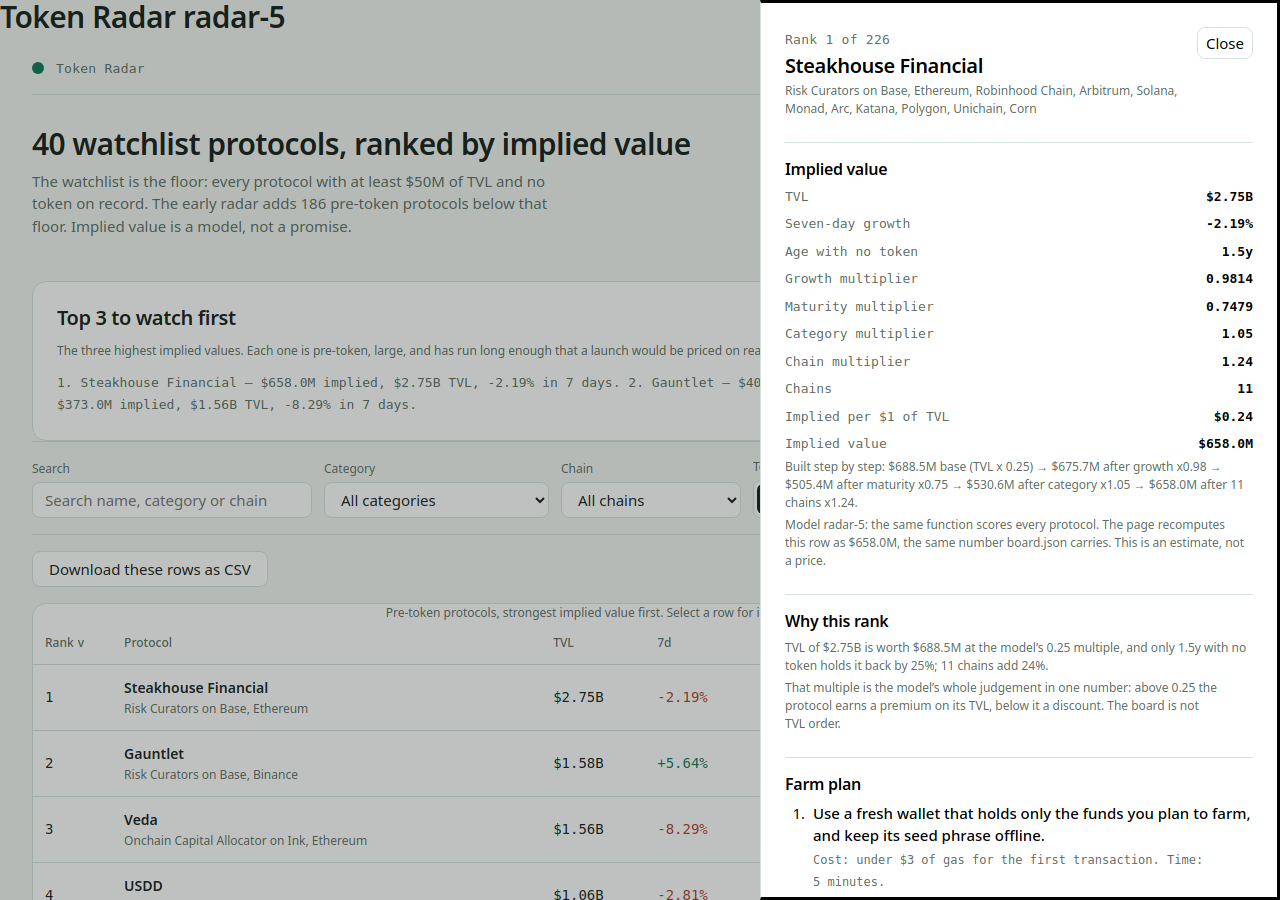 Token Radar radar-5
Token Radar
40 watchlist protocols, ranked by implied value
The watchlist is the floor: every protocol with at least $50M of TVL and no
token on record. The early radar adds 186 pre-token protocols below that
floor. Implied value is a model, not a promise.
Top 3 to watch first
The three highest implied values. Each one is pre-token, large, and has run long enough that a launch would be priced on rea
1. Steakhouse Financial — $658.0M implied, $2.75B TVL, -2.19% in 7 days. 2. Gauntlet — $40
$373.0M implied, $1.56B TVL, -8.29% in 7 days.
Search
Category
Chain
Search name, category or chain
All categories
All chains
Download these rows as CSV
Pre-token protocols, strongest implied value first. Select a row for i
Rank v
Protocol
TVL
7d
1
Steakhouse Financial
Risk Curators on Base, Ethereum
$2.75B
-2.19%
2
Gauntlet
Risk Curators on Base, Binance
$1.58B
+5.64%
3
Veda
Onchain Capital Allocator on Ink, Ethereum
$1.56B
-8.29%
4
USDD
$1.06B
-2.81%
Rank 1 of 226
Close
Steakhouse Financial
Risk Curators on Base, Ethereum, Robinhood Chain, Arbitrum, Solana,
Monad, Arc, Katana, Polygon, Unichain, Corn
Implied value
TVL $2.75B
Seven-day growth -2.19%
Age with no token 1.5y
Growth multiplier 0.9814
Maturity multiplier 0.7479
Category multiplier 1.05
Chain multiplier 1.24
Chains 11
Implied per $1 of TVL $0.24
Implied value $658.0M
Built step by step: $688.5M base (TVL x 0.25) → $675.7M after growth x0.98 →
$505.4M after maturity x0.75 → $530.6M after category x1.05 → $658.0M after 11
chains x1.24.
Model radar-5: the same function scores every protocol. The page recomputes
this row as $658.0M, the same number board.json carries. This is an estimate, not
a price.
Why this rank
TVL of $2.75B is worth $688.5M at the model’s 0.25 multiple, and only 1.5y with no
token holds it back by 25%; 11 chains add 24%.
That multiple is the model’s whole judgement in one number: above 0.25 the
protocol earns a premium on its TVL, below it a discount. The board is not
TVL order.
Farm plan
1. Use a fresh wallet that holds only the funds you plan to farm,
and keep its seed phrase offline.
Cost: under $3 of gas for the first transaction. Time:
5 minutes.